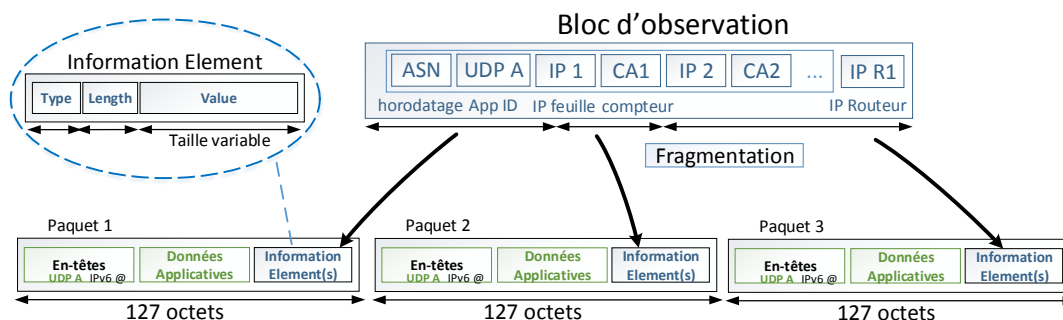 Bloc d'observation
Information Element
Type Length Value
Taille variable
ASN UDP A IP 1 CA1 IP 2 CA2 ... IP R1
horodatage App ID IP feuille compteur IP Routeur
Fragmentation
Paquet 1
En-têtes
UDP A IPv6 @
Données
Applicatives
Information
Element(s)
127 octets
Paquet 2
En-têtes
UDP A IPv6 @
Données
Applicatives
Information
Element(s)
127 octets
Paquet 3
En-têtes
UDP A IPv6 @
Données
Applicatives
Information
Element(s)
127 octets